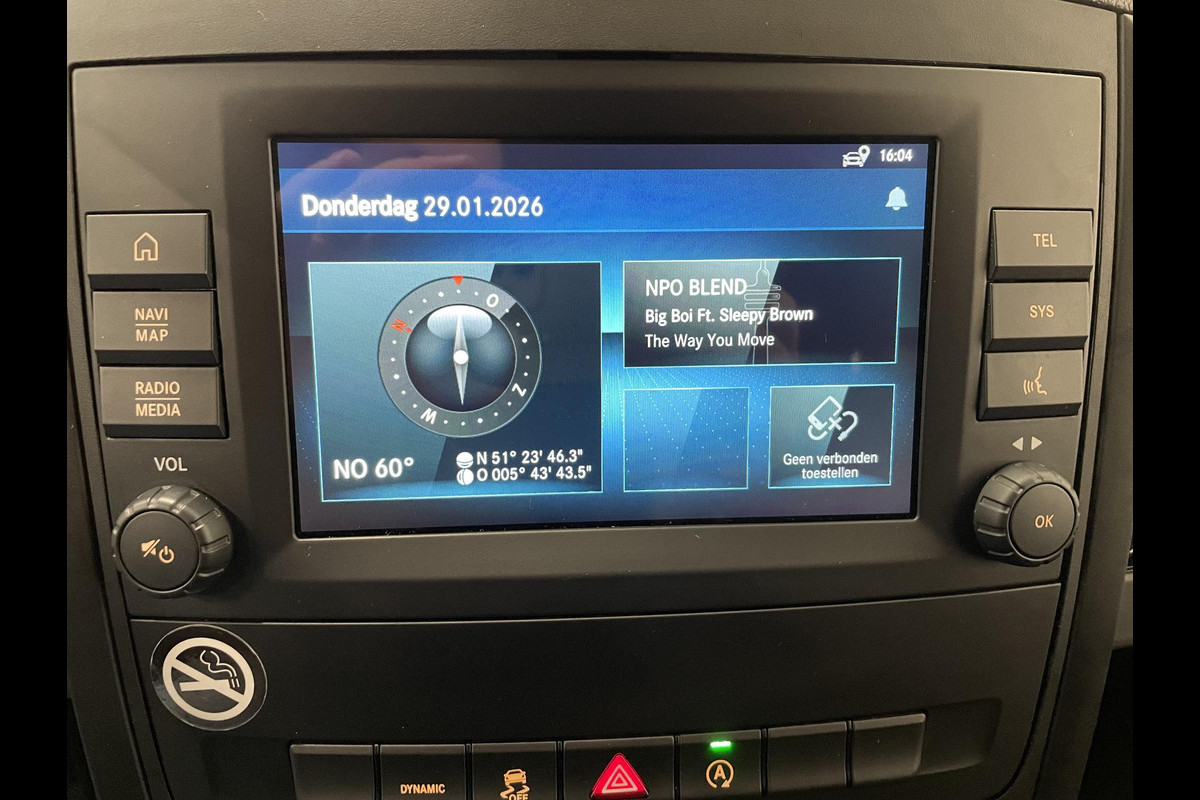 16:04
Donderdag 29.01.2026
NAVI
MAP
RADIO
MEDIA
VOL
N
O
Z
W
NO 60°
N 51° 23' 46.3"
O 005° 43' 43.5"
NPO BLEND
Big Boi Ft. Sleepy Brown
The Way You Move
Geen verbonden
toestellen
TEL
SYS
OK
DYNAMIC
OFF
A